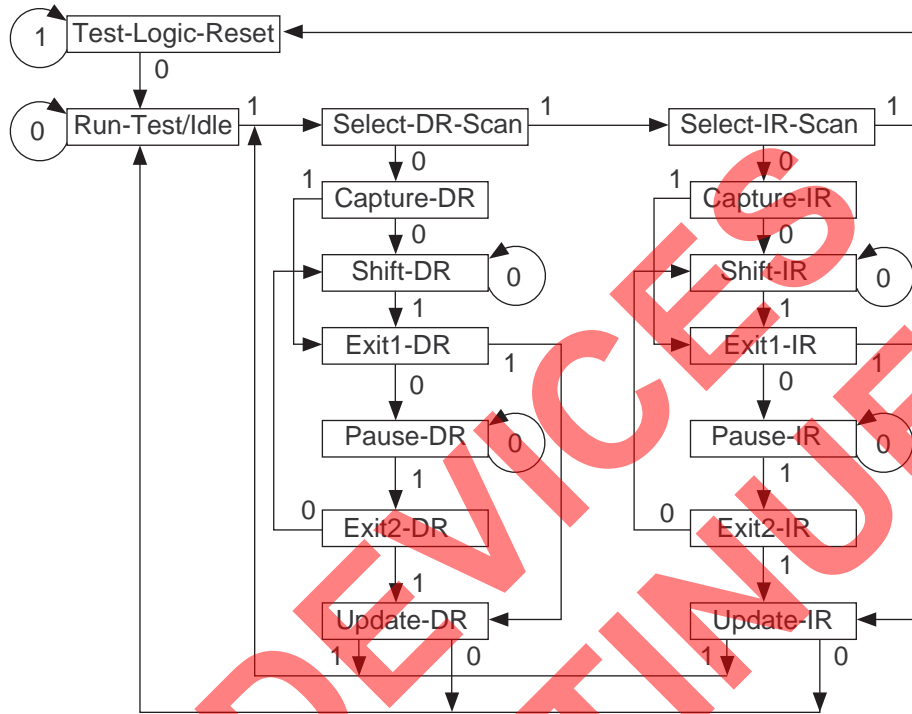 1 Test-Logic-Reset
0
0 Run-Test/Idle 1 Select-DR-Scan 1 Select-IR-Scan 1
0 0
1 Capture-DR 1 Capture-IR
0 0
Shift-DR 0 Shift-IR 0
1 1
Exit1-DR 1 Exit1-IR 1
0 0
Pause-DR 0 Pause-IR 0
1 1
0 Exit2-DR 0 Exit2-IR
1 1
Update-DR Update-IR
1 0 1 0
DEVICES